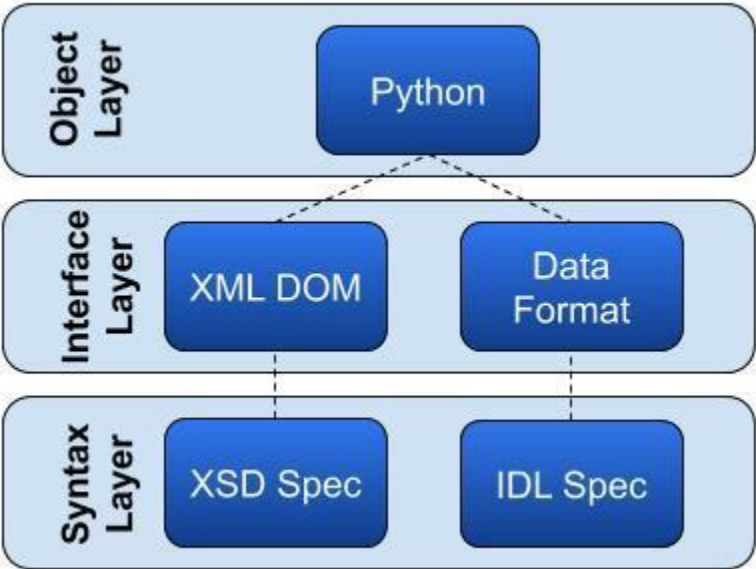 Object
Layer
Python
Interface
Layer
XML DOM
Data
Format
Syntax
Layer
XSD Spec
IDL Spec